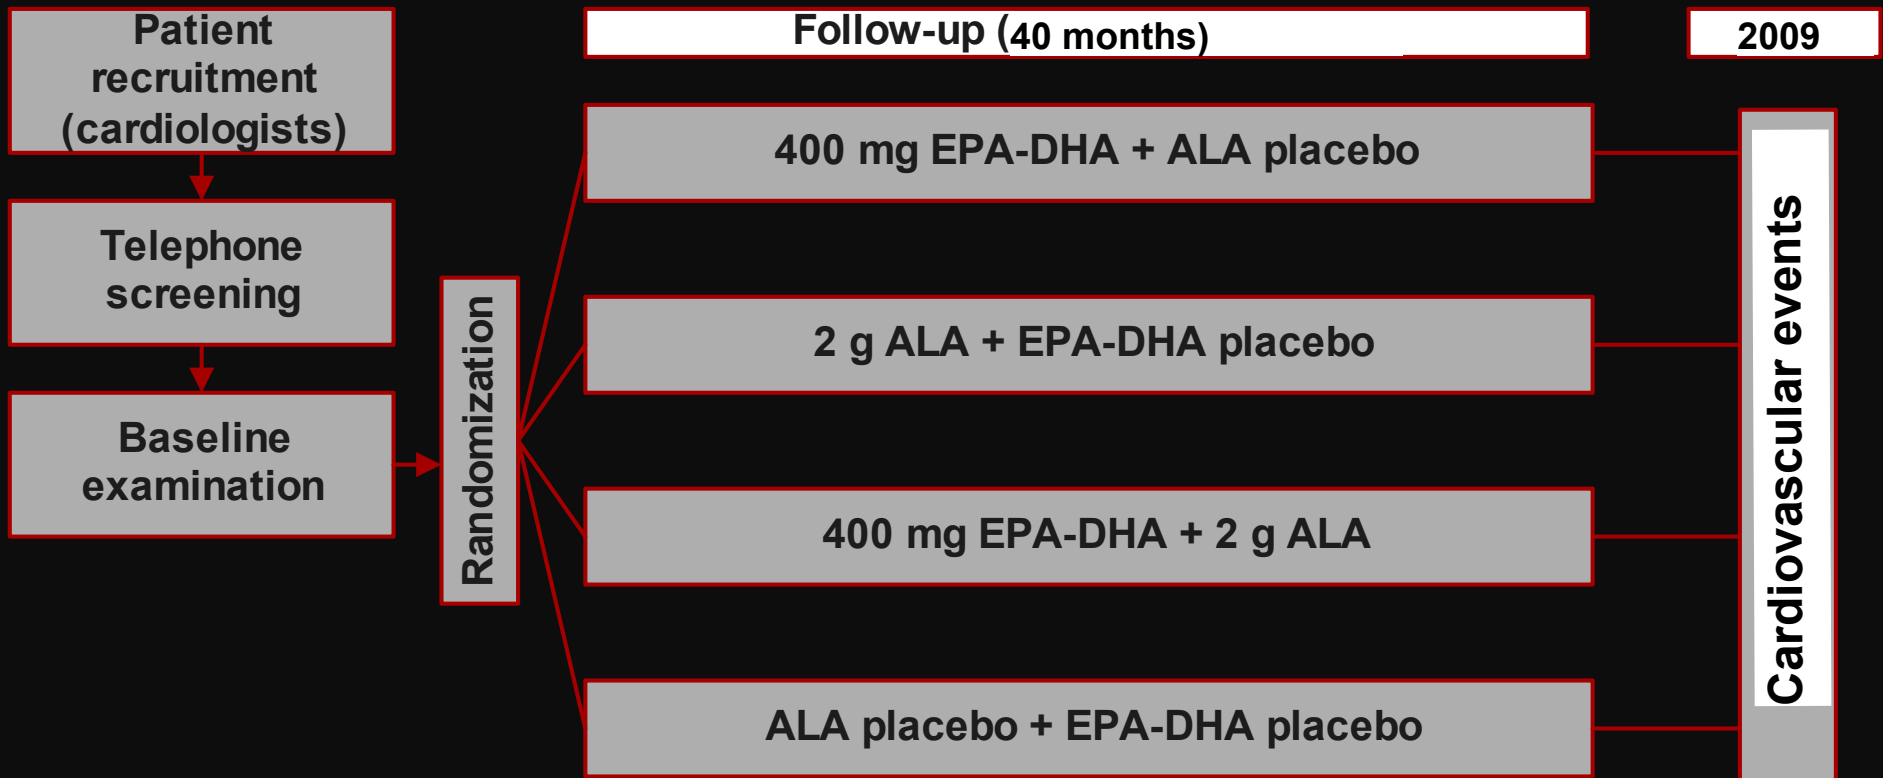 Patient
recruitment
(cardiologists)
Telephone
screening
Baseline
examination
Randomization
Follow-up (40 months)
400 mg EPA-DHA + ALA placebo
2 g ALA + EPA-DHA placebo
400 mg EPA-DHA + 2 g ALA
ALA placebo + EPA-DHA placebo
2009
Cardiovascular events